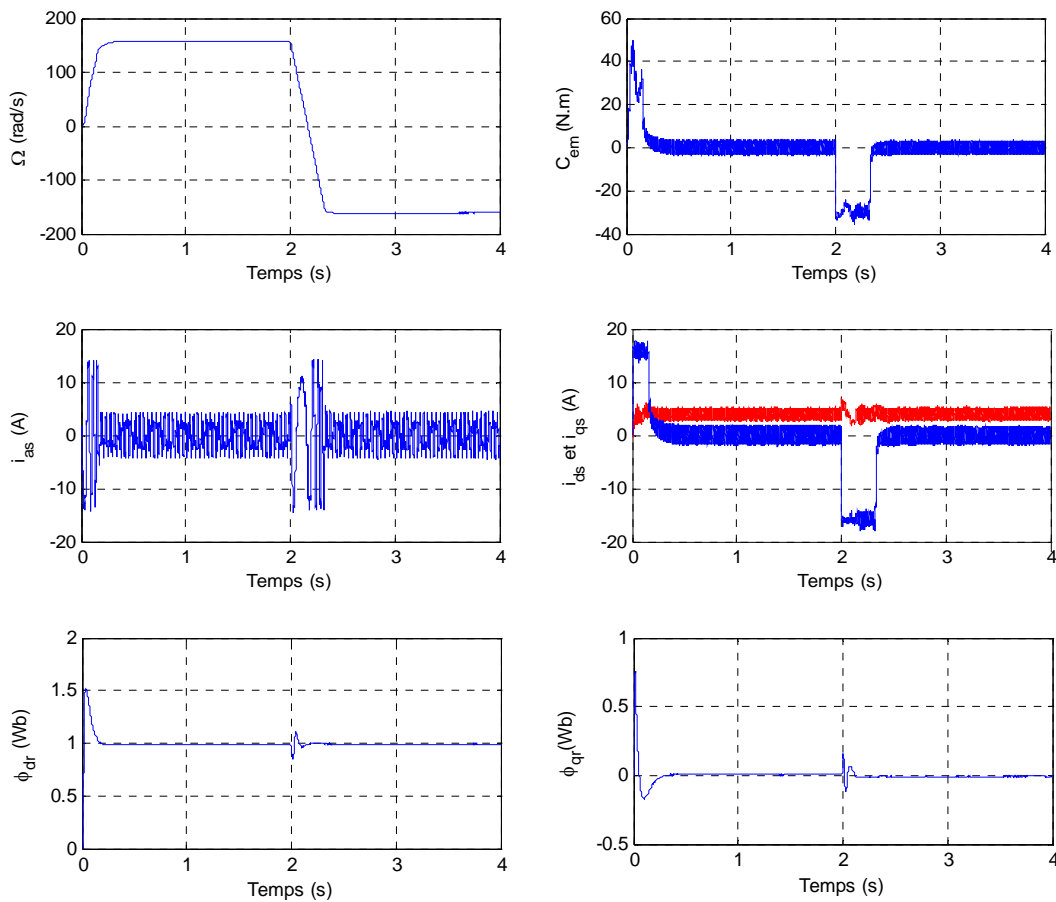 200
100
0
-100
-200
Ω (rad/s)
0 1 2 3 4
Temps (s)
60
40
20
0
-20
-40
C_em (N.m)
0 1 2 3 4
Temps (s)
20
10
0
-10
-20
i_as (A)
0 1 2 3 4
Temps (s)
20
10
0
-10
-20
i_ds et i_qs (A)
0 1 2 3 4
Temps (s)
2
1.5
1
0.5
0
ϕ_dr (Wb)
0 1 2 3 4
Temps (s)
1
0.5
0
-0.5
ϕ_qr(Wb)
0 1 2 3 4
Temps (s)